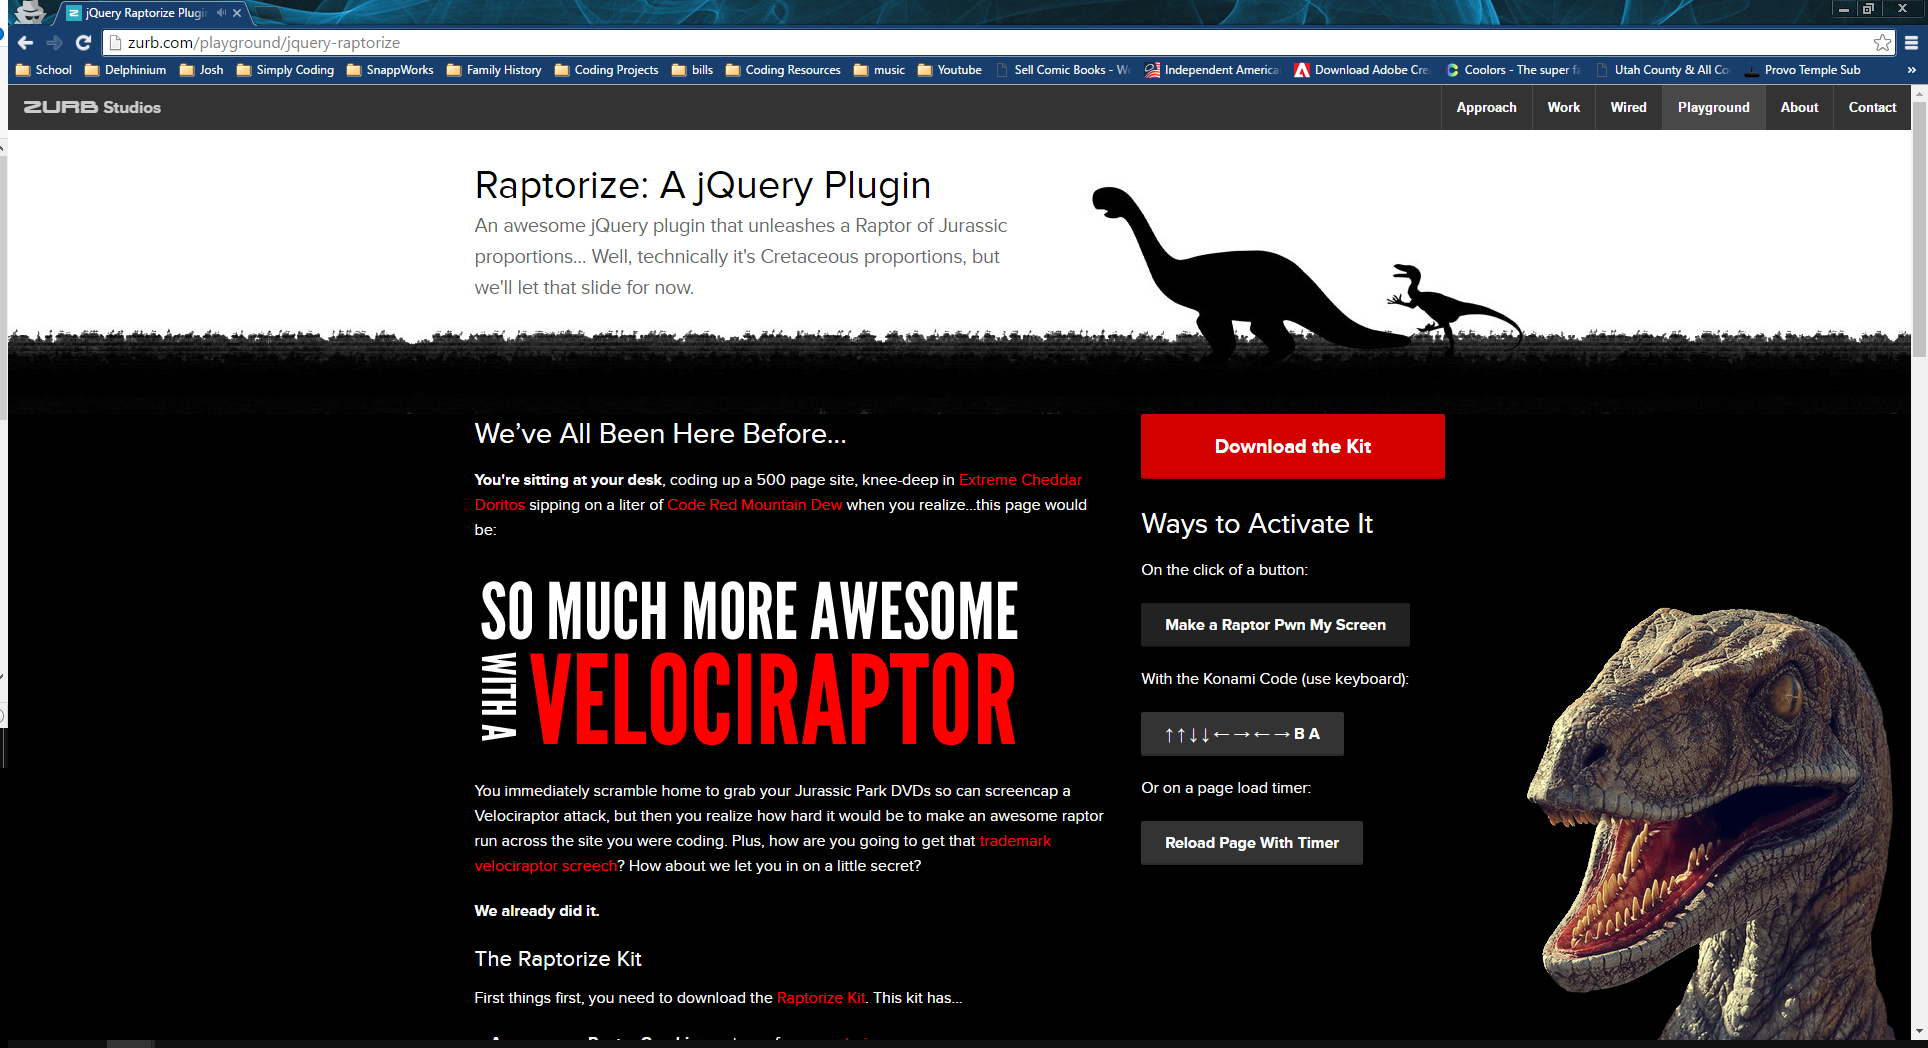 jQuery Raptorize Plugi
zurb.com/playground/jquery-raptorize
School Delphinium Josh Simply Coding SnappWorks Family History Coding Projects bills Coding Resources music Youtube Sell Comic Books - W Independent America Download Adobe Cre Coolors - The super f Utah County & All Co Provo Temple Sub »
ZURB Studios Approach Work Wired Playground About Contact
Raptorize: A jQuery Plugin
An awesome jQuery plugin that unleashes a Raptor of Jurassic
proportions... Well, technically it's Cretaceous proportions, but
we'll let that slide for now.
We've All Been Here Before...
You're sitting at your desk, coding up a 500 page site, knee-deep in Extreme Cheddar
Doritos sipping on a liter of Code Red Mountain Dew when you realize...this page would
be:
SO MUCH MORE AWESOME
WITH A VELOCIRAPTOR
You immediately scramble home to grab your Jurassic Park DVDs so can screencap a
Velociraptor attack, but then you realize how hard it would be to make an awesome raptor
run across the site you were coding. Plus, how are you going to get that trademark
velociraptor screech? How about we let you in on a little secret?
We already did it.
The Raptorize Kit
First things first, you need to download the Raptorize Kit. This kit has...
Download the Kit
Ways to Activate It
On the click of a button:
Make a Raptor Pwn My Screen
With the Konami Code (use keyboard):
↑↑↓↓←→←→B A
Or on a page load timer:
Reload Page With Timer